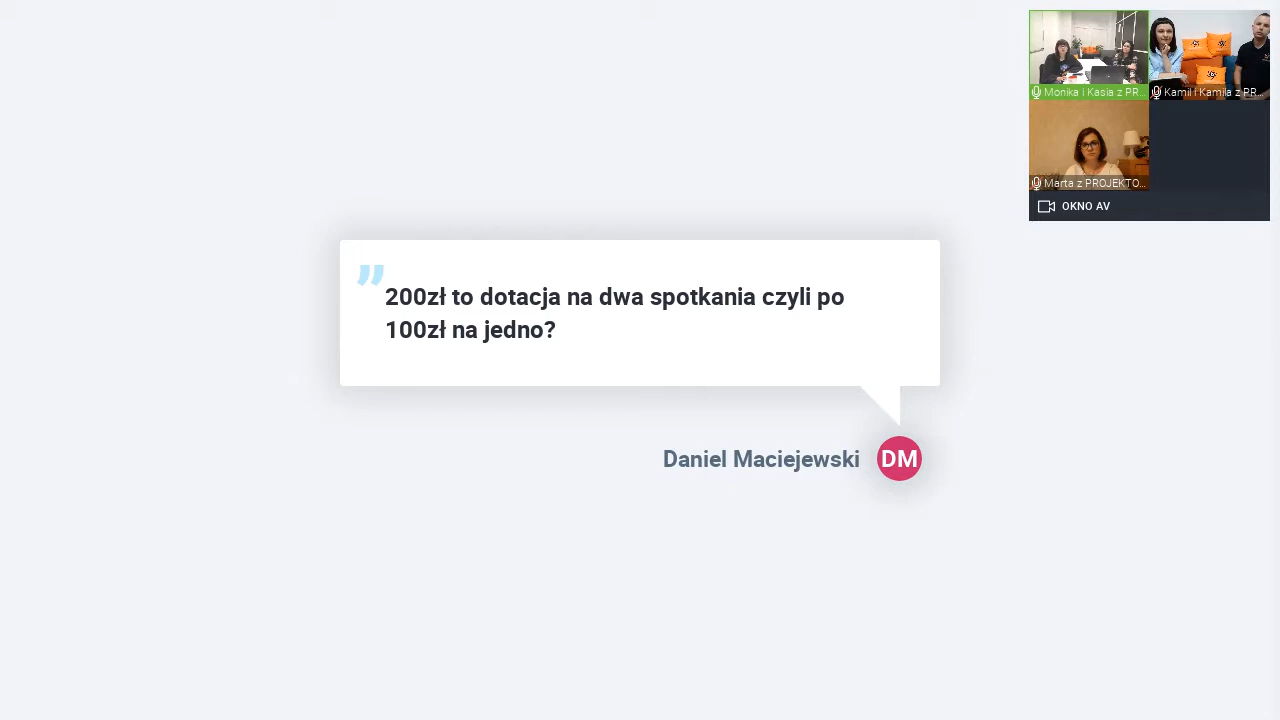 Monika i Kasia z PR...
Kamil i Kamila z PR...
Marta z PROJEKTO...
OKNO AV
”
200zł to dotacja na dwa spotkania czyli po
100zł na jedno?
Daniel Maciejewski
DM